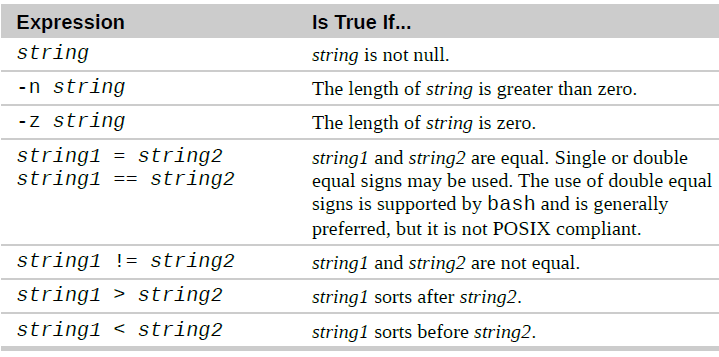 Expression Is True If...
string string is not null.
-n string The length of string is greater than zero.
-z string The length of string is zero.
string1 = string2 string1 and string2 are equal. Single or double
string1 == string2 equal signs may be used. The use of double equal
signs is supported by bash and is generally
preferred, but it is not POSIX compliant.
string1 != string2 string1 and string2 are not equal.
string1 > string2 string1 sorts after string2.
string1 < string2 string1 sorts before string2.